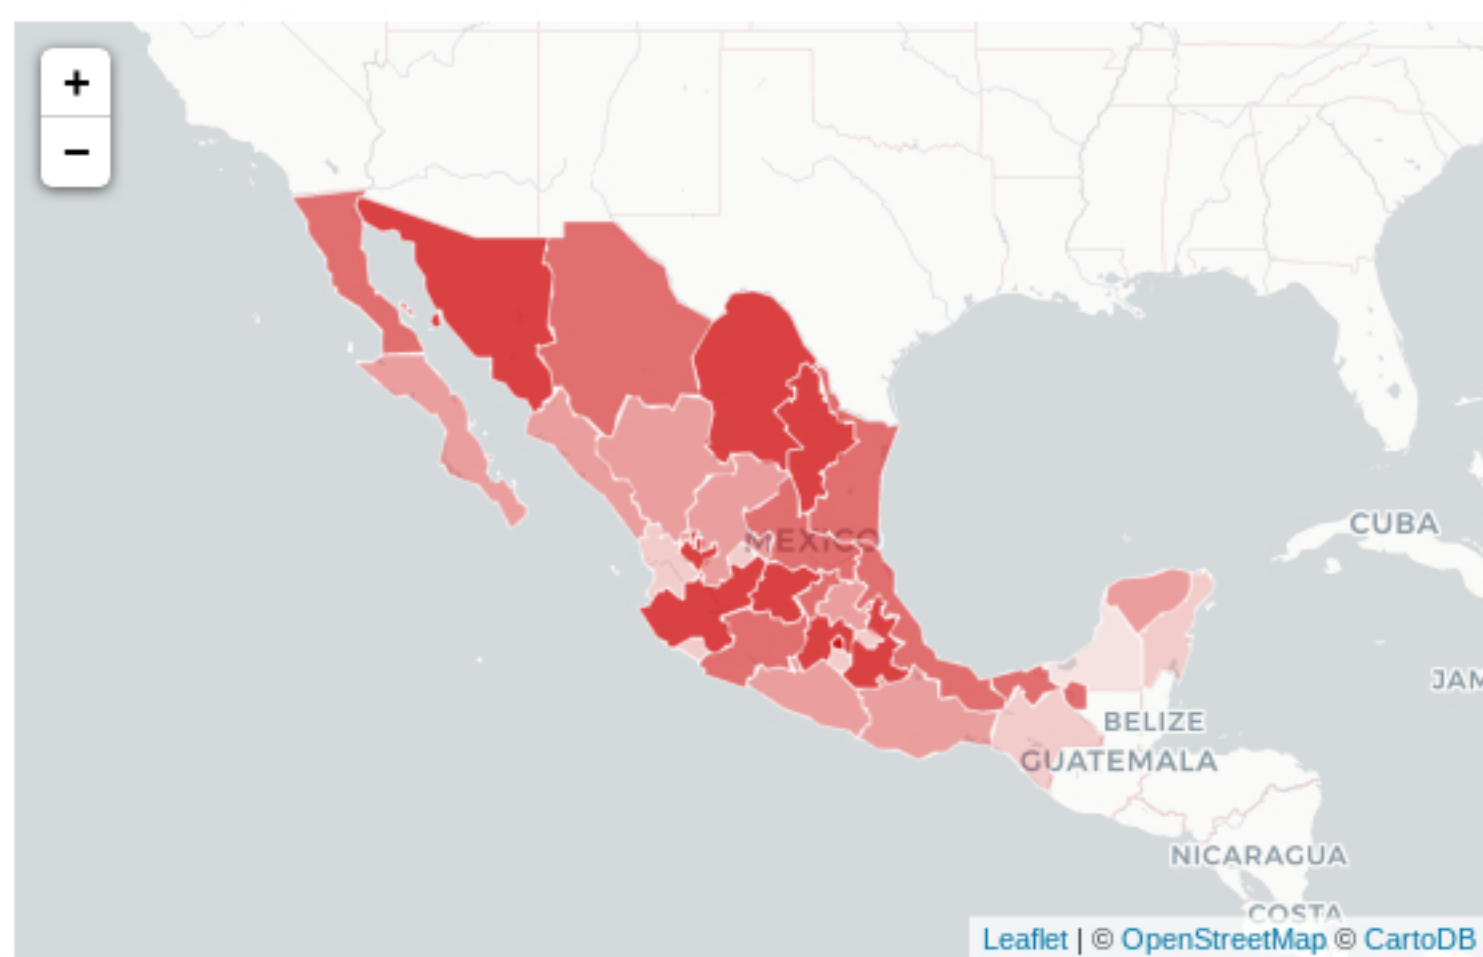 +
−
MEXICO
CUBA
JAM
BELIZE
GUATEMALA
NICARAGUA
COSTA
Leaflet | © OpenStreetMap © CartoDB